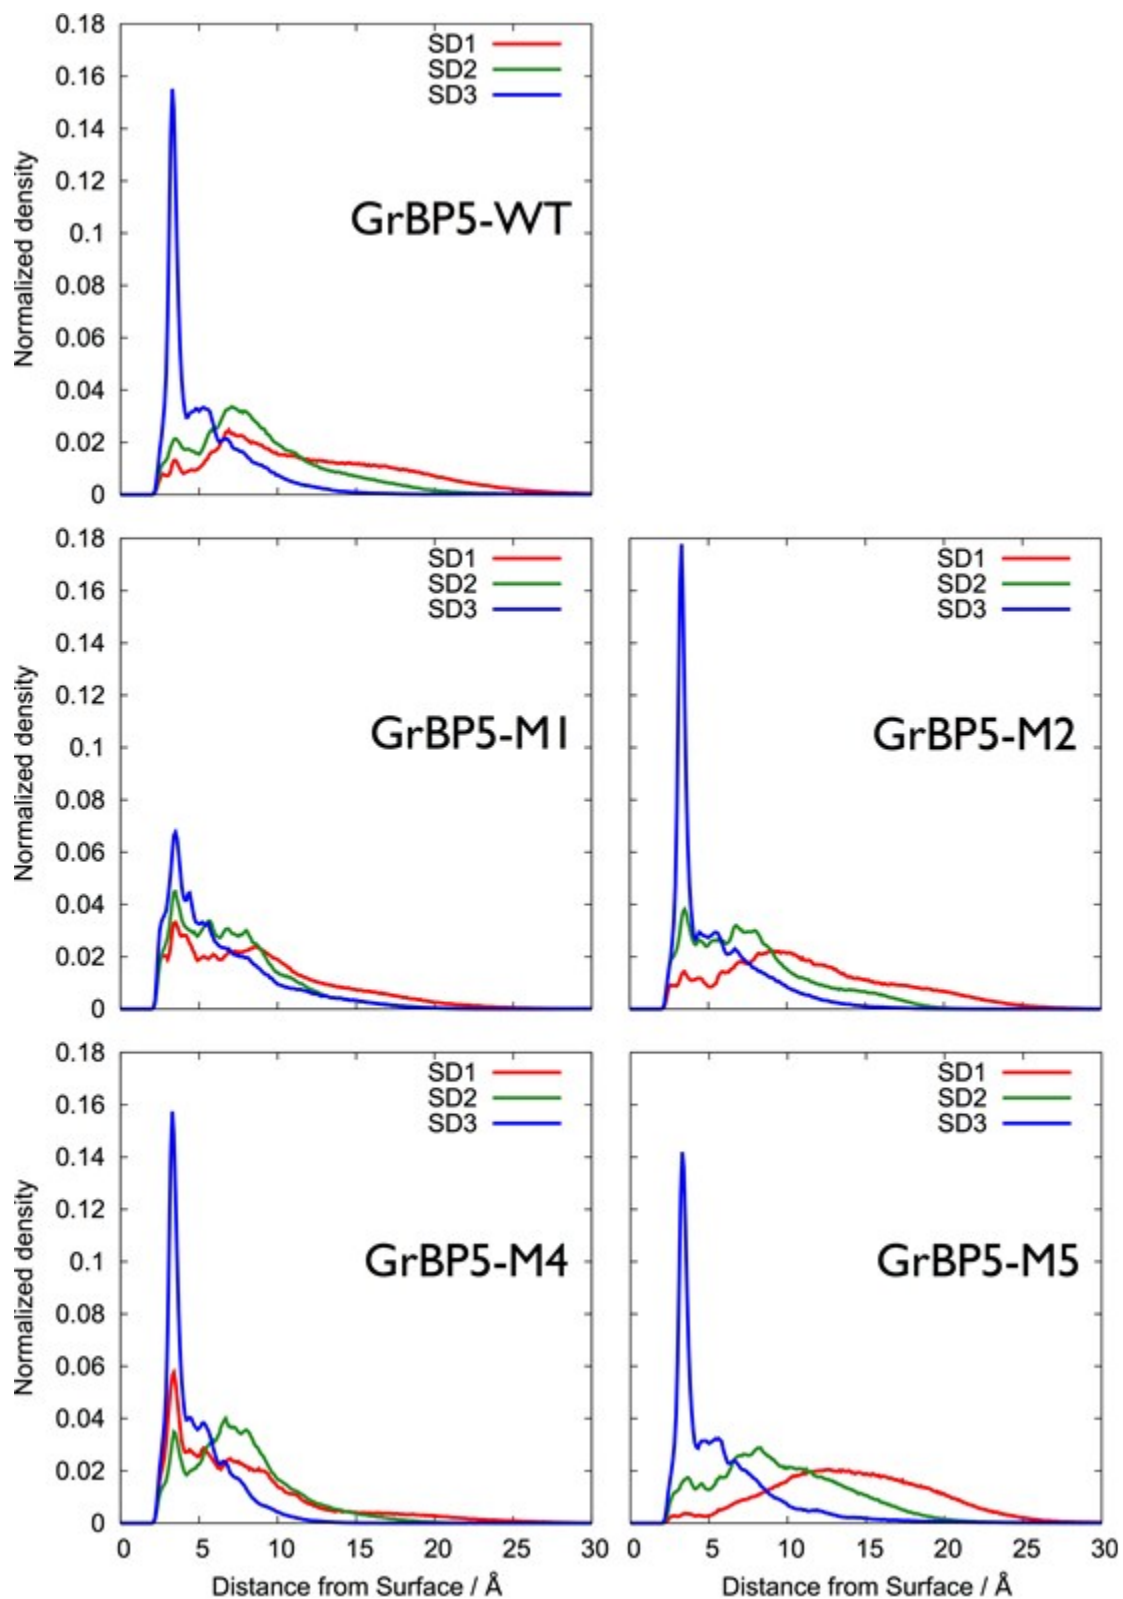 0.18
0.16
0.14
0.12
0.1
0.08
0.06
0.04
0.02
0
Normalized density
SD1
SD2
SD3
GrBP5-WT
0.18
0.16
0.14
0.12
0.1
0.08
0.06
0.04
0.02
0
Normalized density
SD1
SD2
SD3
GrBP5-M1
SD1
SD2
SD3
GrBP5-M2
0.18
0.16
0.14
0.12
0.1
0.08
0.06
0.04
0.02
0
Normalized density
SD1
SD2
SD3
GrBP5-M4
0 5 10 15 20 25 30
Distance from Surface / Å
SD1
SD2
SD3
GrBP5-M5
0 5 10 15 20 25 30
Distance from Surface / Å